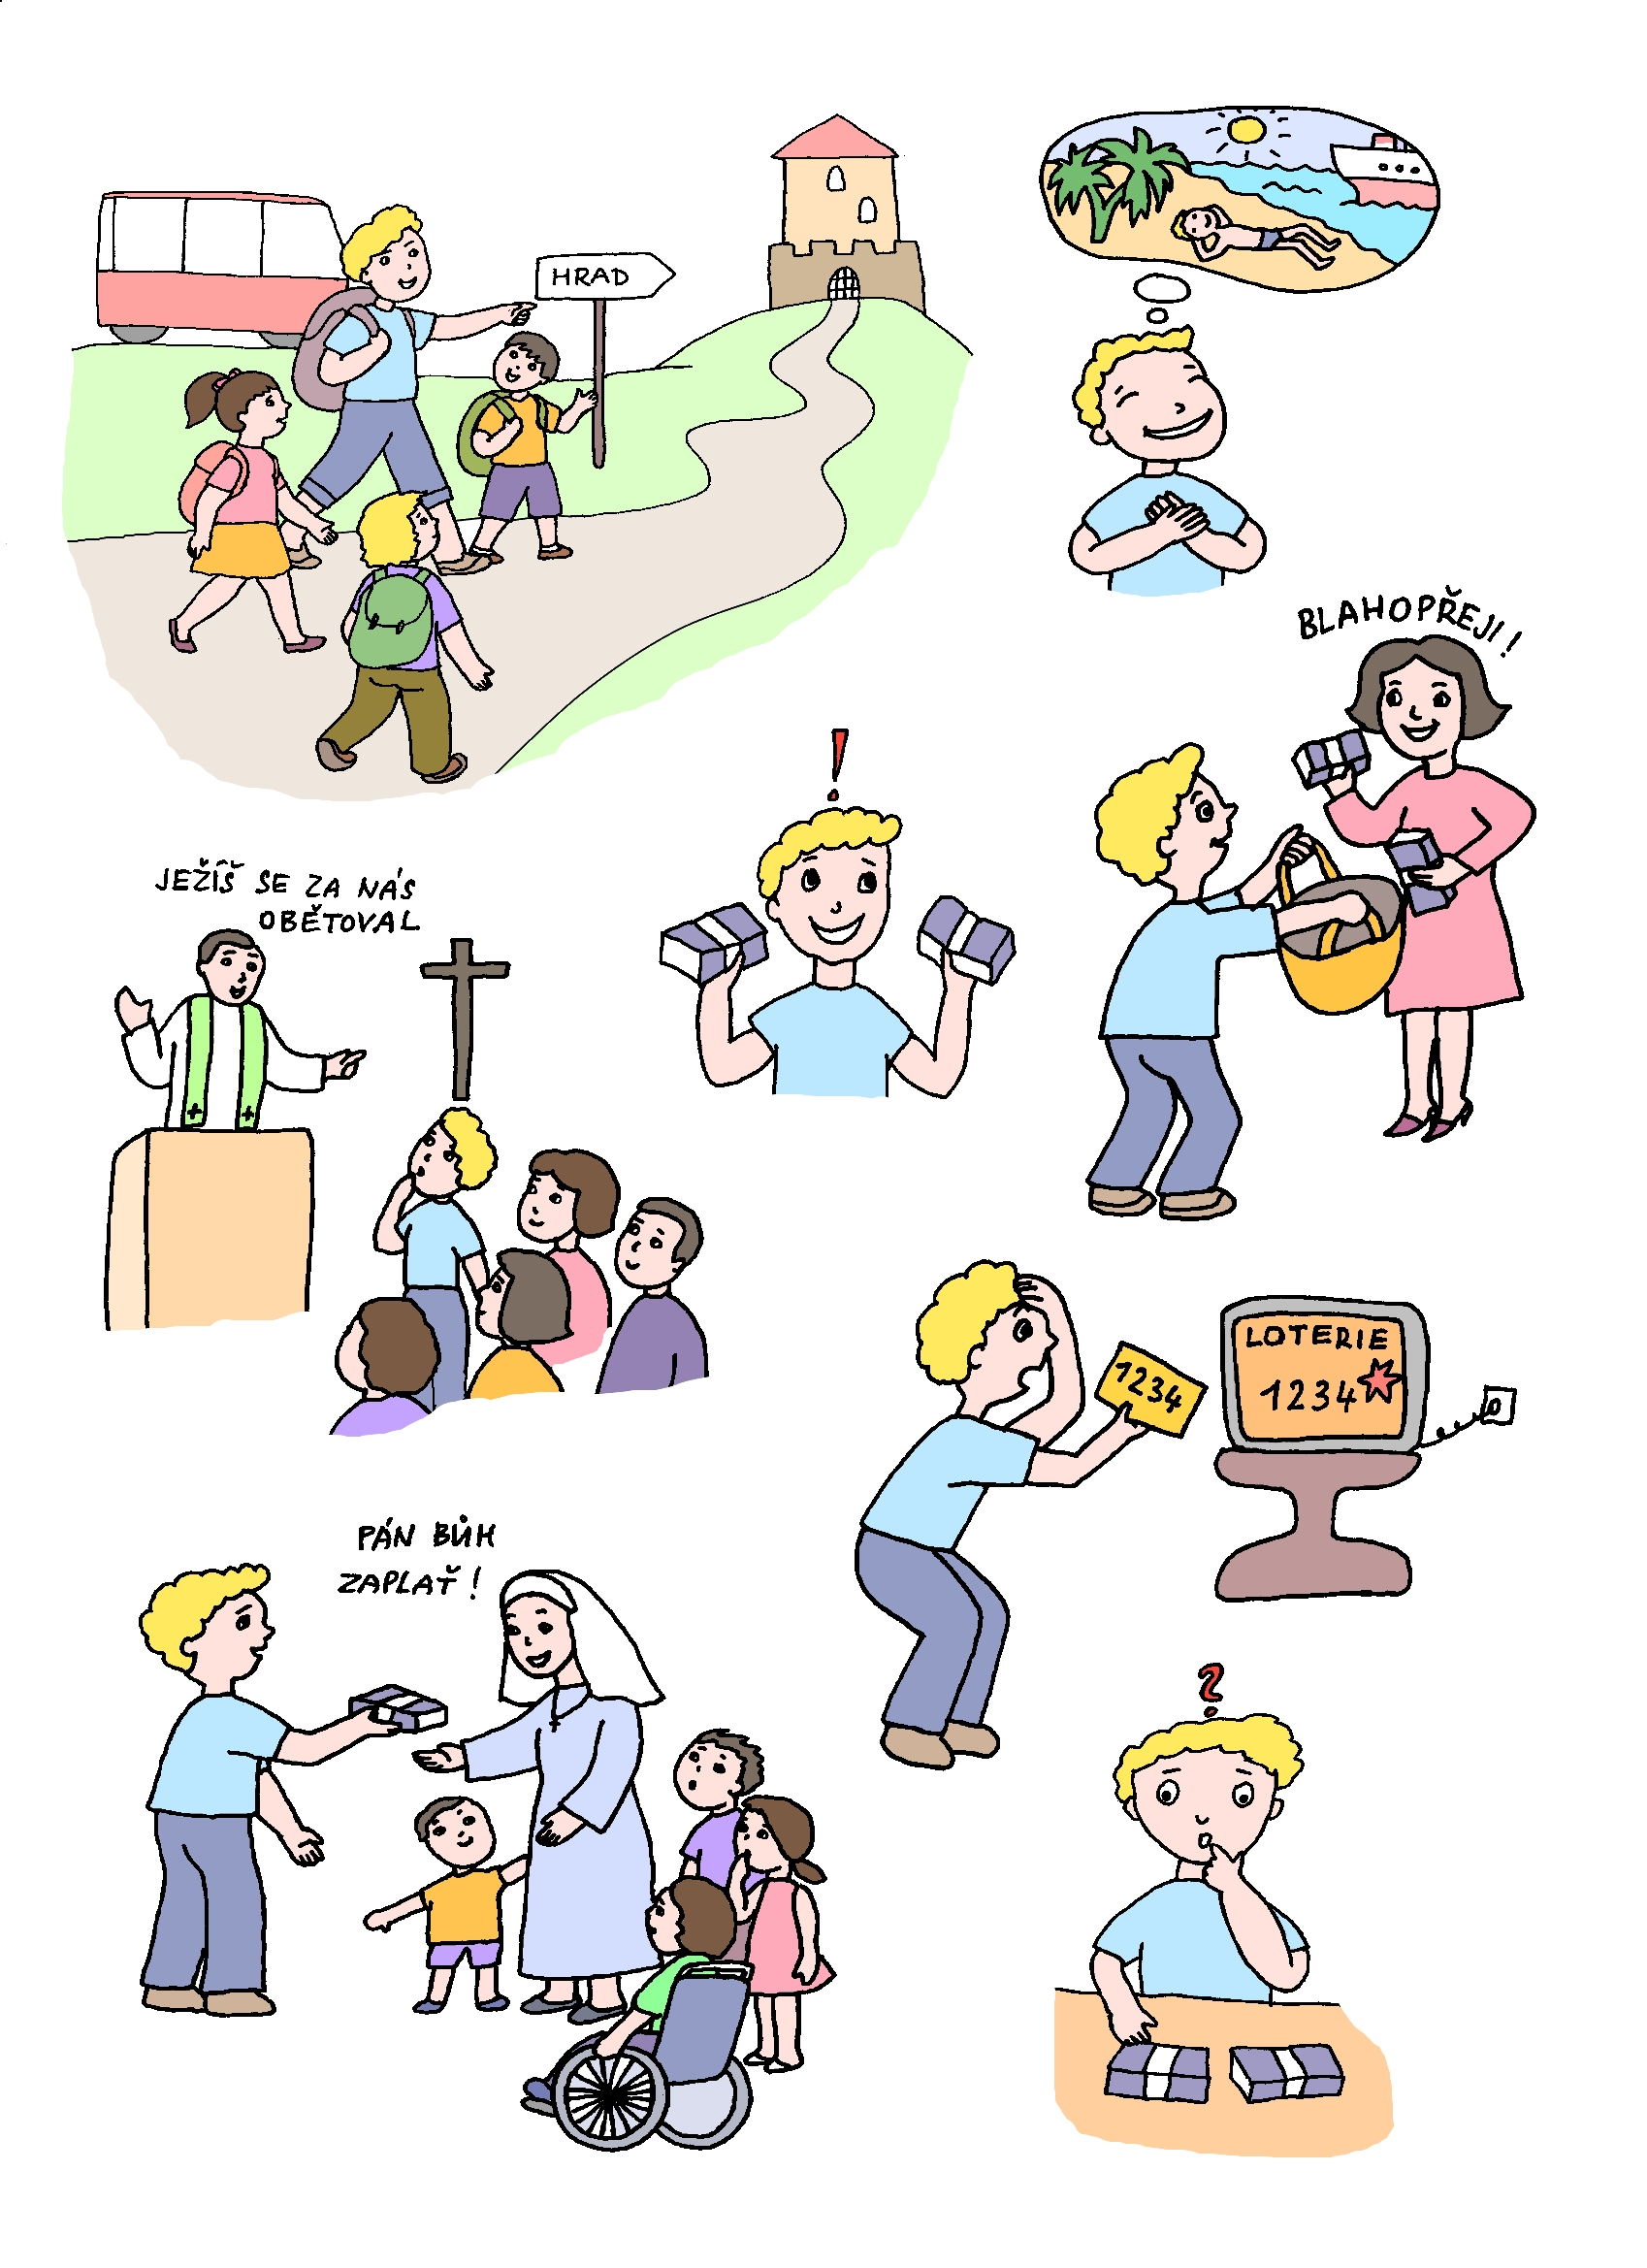 HRAD
BLAHOPŘEJI!
!
JEŽÍŠ SE ZA NÁS
OBĚTOVAL
1234
LOTERIE
1234
PÁN BŮH
ZAPLAŤ!
?